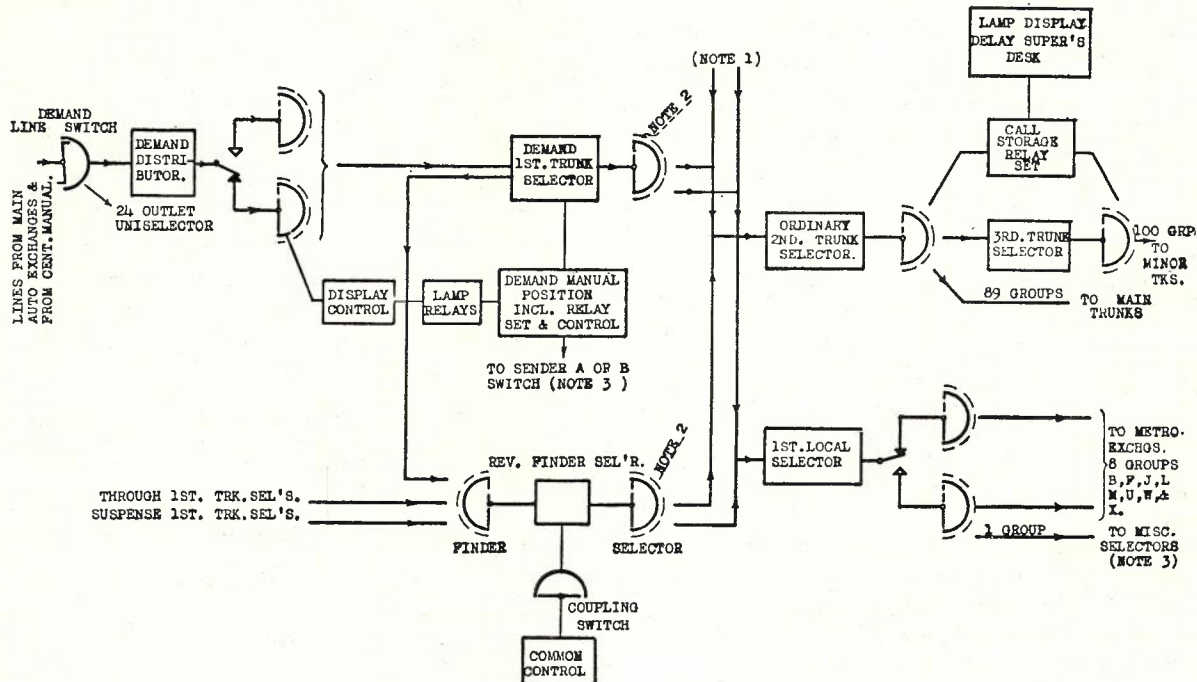 LAMP DISPLAY
DELAY SUPER'S
DESK
(NOTE 1)
DEMAND
LINE SWITCH
NOTE 2
CALL
STORAGE
RELAY
SET
DEMAND
DISTRI-
BUTOR.
DEMAND
1ST. TRUNK
SELECTOR
LINES FROM MAIN
AUTO EXCHANGES &
FROM CENT. MANUAL.
24 OUTLET
UNISELECTOR
ORDINARY
2ND. TRUNK
SELECTOR.
3RD. TRUNK
SELECTOR
100 GRP
TO
MINOR
TKS.
89 GROUPS
TO MAIN
TRUNKS
DISPLAY
CONTROL
LAMP
RELAYS
DEMAND MANUAL
POSITION
INCL. RELAY
SET & CONTROL
TO SENDER A OF B
SWITCH (NOTE 3 )
1ST. LOCAL
SELECTOR
TO METRO-
EXCHGS.
8 GROUPS
B,F,J,L
M,U,W,&
X.
NOTE 2
REV. FINDER SEL'R.
THROUGH 1ST. TRK.SEL'S.
SUSPENSE 1ST. TRK.SEL'S.
FINDER
SELECTOR
1 GROUP
TO MISC.
SELECTORS
(NOTE 3)
COUPLING
SWITCH
COMMOM
CONTROL